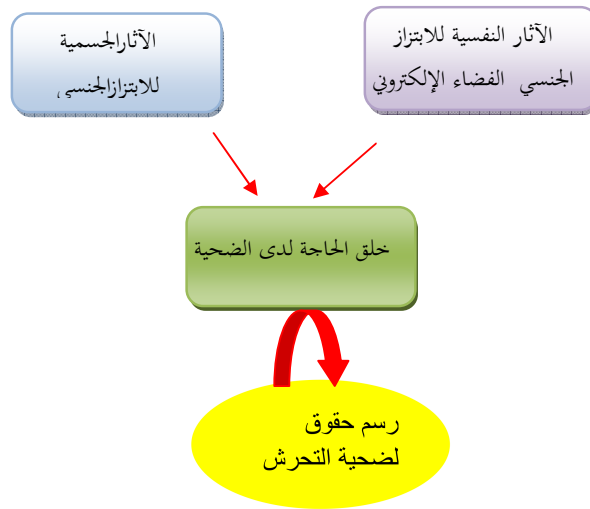 الآثار النفسية للابتزاز
الجنسي الفضاء الإلكتروني
الآثارالجسمية
للابتزازالجنسي
خلق الحاجة لدى الضحية
رسم حقوق
لضحية التحرش